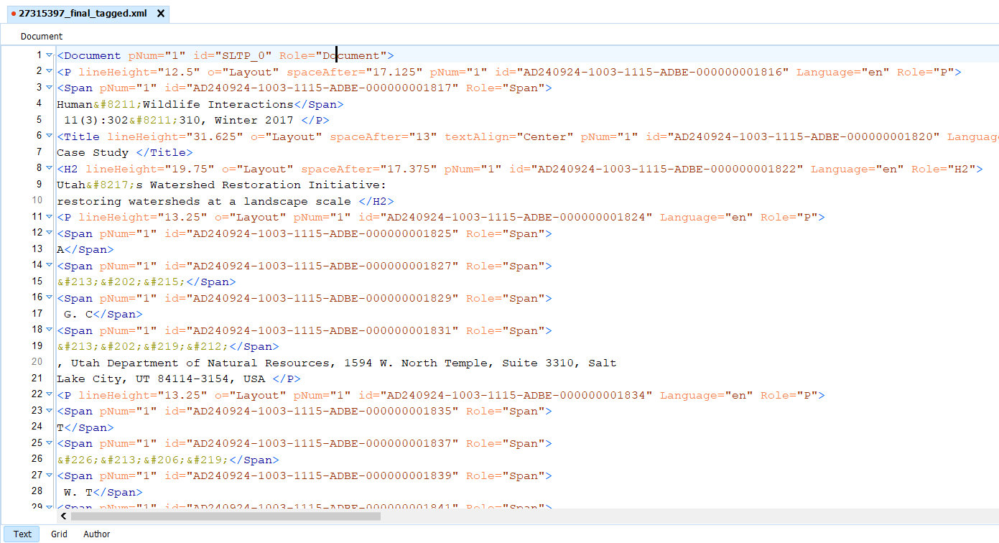 27315397_final_tagged.xml
Document
1 <Document pNum="1" id="SLTP_0" Role="Document">
2 <P lineHeight="12.5" o="Layout" spaceAfter="17.125" pNum="1" id="AD240924-1003-1115-ADBE-000000001816" Language="en" Role="P">
3 <Span pNum="1" id="AD240924-1003-1115-ADBE-000000001817" Role="Span">
4 Human&#8211;Wildlife Interactions</Span>
5  11(3):302&#8211;310, Winter 2017 </P>
6 <Title lineHeight="31.625" o="Layout" spaceAfter="13" textAlign="Center" pNum="1" id="AD240924-1003-1115-ADBE-000000001820" Languag
7 Case Study </Title>
8 <H2 lineHeight="19.75" o="Layout" spaceAfter="17.375" pNum="1" id="AD240924-1003-1115-ADBE-000000001822" Language="en" Role="H2">
9 Utah&#8217;s Watershed Restoration Initiative:
10 restoring watersheds at a landscape scale </H2>
11 <P lineHeight="13.25" o="Layout" pNum="1" id="AD240924-1003-1115-ADBE-000000001824" Language="en" Role="P">
12 <Span pNum="1" id="AD240924-1003-1115-ADBE-000000001825" Role="Span">
13 A</Span>
14 <Span pNum="1" id="AD240924-1003-1115-ADBE-000000001827" Role="Span">
15 &#213;&#202;&#215;</Span>
16 <Span pNum="1" id="AD240924-1003-1115-ADBE-000000001829" Role="Span">
17  G. C</Span>
18 <Span pNum="1" id="AD240924-1003-1115-ADBE-000000001831" Role="Span">
19 &#213;&#202;&#219;&#212;</Span>
20 , Utah Department of Natural Resources, 1594 W. North Temple, Suite 3310, Salt
21 Lake City, UT 84114-3154, USA </P>
22 <P lineHeight="13.25" o="Layout" pNum="1" id="AD240924-1003-1115-ADBE-000000001834" Language="en" Role="P">
23 <Span pNum="1" id="AD240924-1003-1115-ADBE-000000001835" Role="Span">
24 T</Span>
25 <Span pNum="1" id="AD240924-1003-1115-ADBE-000000001837" Role="Span">
26 &#226;&#213;&#206;&#219;</Span>
27 <Span pNum="1" id="AD240924-1003-1115-ADBE-000000001839" Role="Span">
28  W. T</Span>
29 <Span pNum="1" id="AD240924-1003-1115-ADBE-000000001841" Role="Span">
Text Grid Author